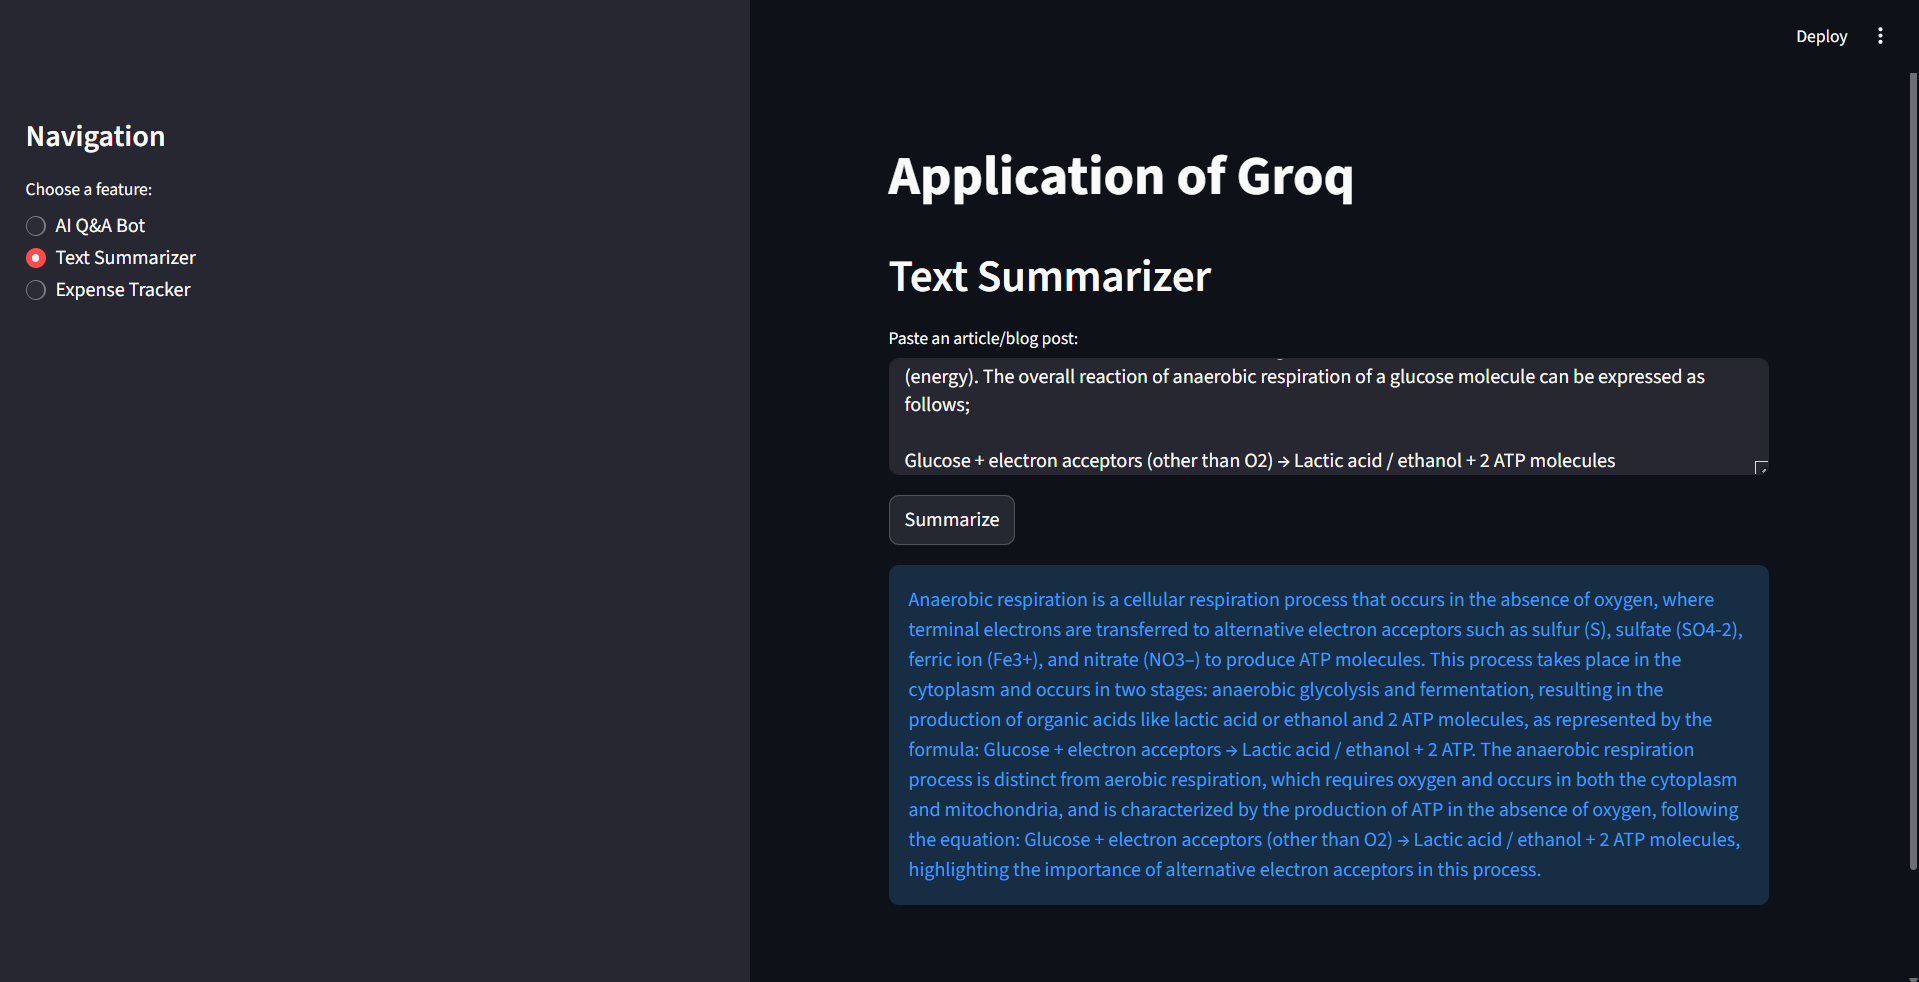 Deploy
Navigation
Choose a feature:
AI Q&A Bot
Text Summarizer
Expense Tracker
Application of Groq
Text Summarizer
Paste an article/blog post:
(energy). The overall reaction of anaerobic respiration of a glucose molecule can be expressed as
follows;
Glucose + electron acceptors (other than O2) → Lactic acid / ethanol + 2 ATP molecules
Summarize
Anaerobic respiration is a cellular respiration process that occurs in the absence of oxygen, where
terminal electrons are transferred to alternative electron acceptors such as sulfur (S), sulfate (SO4-2),
ferric ion (Fe3+), and nitrate (NO3–) to produce ATP molecules. This process takes place in the
cytoplasm and occurs in two stages: anaerobic glycolysis and fermentation, resulting in the
production of organic acids like lactic acid or ethanol and 2 ATP molecules, as represented by the
formula: Glucose + electron acceptors → Lactic acid / ethanol + 2 ATP. The anaerobic respiration
process is distinct from aerobic respiration, which requires oxygen and occurs in both the cytoplasm
and mitochondria, and is characterized by the production of ATP in the absence of oxygen, following
the equation: Glucose + electron acceptors (other than O2) → Lactic acid / ethanol + 2 ATP molecules,
highlighting the importance of alternative electron acceptors in this process.